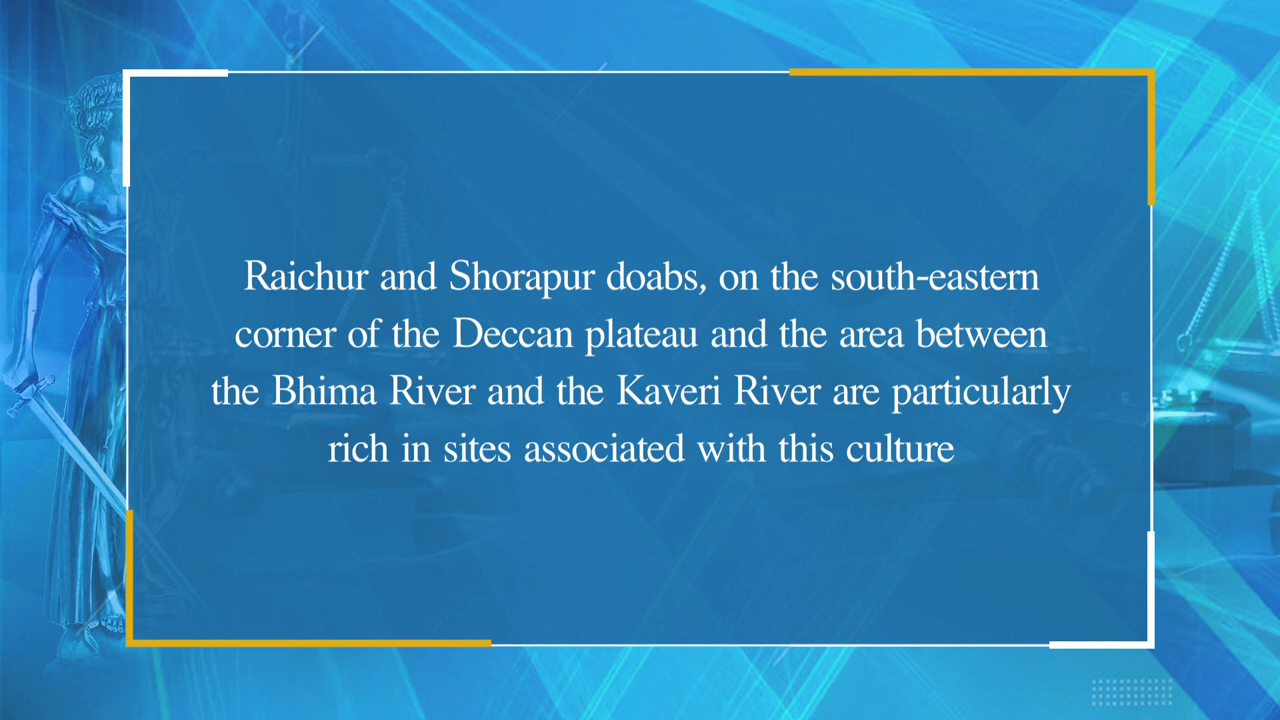 Raichur and Shorapur doabs, on the south-eastern
corner of the Deccan plateau and the area between
the Bhima River and the Kaveri River are particularly
rich in sites associated with this culture